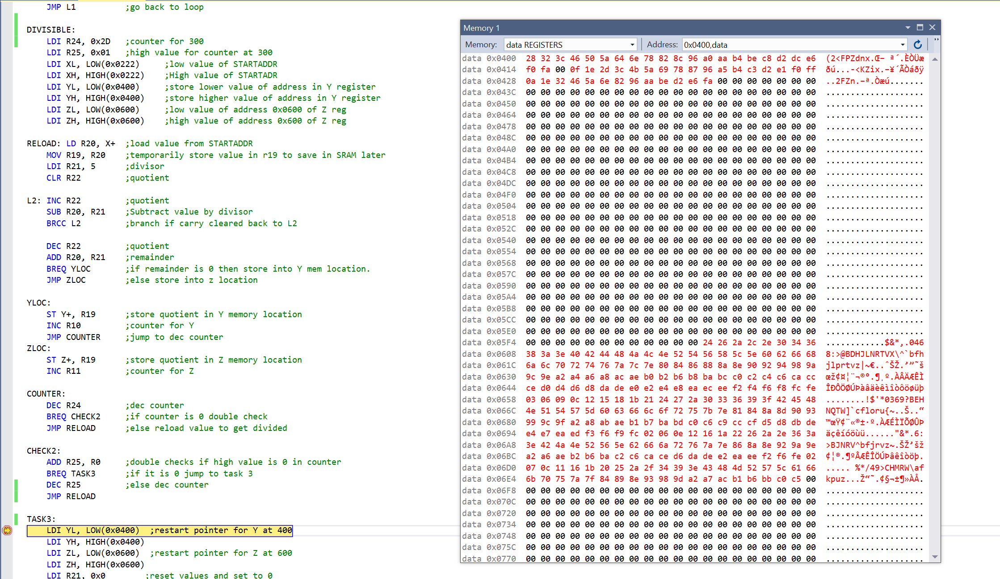 JMP L1 ;go back to loop
DIVISIBLE:
LDI R24, 0x2D ;counter for 300
LDI R25, 0x01 ;high value for counter at 300
LDI XL, LOW(0x0222) ;low value of STARTADDR
LDI XH, HIGH(0x0222) ;High value of STARTADR
LDI YL, LOW(0x0400) ;store lower value of address in Y register
LDI YH, HIGH(0x0400) ;store higher value of address in Y register
LDI ZL, LOW(0x0600) ;low value of address 0x0600 of Z reg
LDI ZH, HIGH(0x0600) ;high value of address 0x600 of Z reg
RELOAD: LD R20, X+ ;load value from STARTADDR
MOV R19, R20 ;temporarily store value in r19 to save in SRAM later
LDI R21, 5 ;divisor
CLR R22 ;quotient
L2: INC R22 ;quotient
SUB R20, R21 ;Subtract value by divisor
BRCC L2 ;branch if carry cleared back to L2
DEC R22 ;quotient
ADD R20, R21 ;remainder
BREQ YLOC ;if remainder is 0 then store into Y mem location.
JMP ZLOC ;else store into z location
YLOC:
ST Y+, R19 ;store quotient in Y memory location
INC R10 ;counter for Y
JMP COUNTER ;jump to dec counter
ZLOC:
ST Z+, R19 ;store quotient in Z memory location
INC R11 ;counter for Z
COUNTER:
DEC R24 ;dec counter
BREQ CHECK2 ;if counter is 0 double check
JMP RELOAD ;else reload value to get divided
CHECK2:
ADD R25, R0 ;double checks if high value is 0 in counter
BREQ TASK3 ;if it is 0 jump to task 3
DEC R25 ;else dec counter
JMP RELOAD
TASK3:
LDI YL, LOW(0x0400) ;restart pointer for Y at 400
LDI YH, HIGH(0x0400)
LDI ZL, LOW(0x0600) ;restart pointer for Z at 600
LDI ZH, HIGH(0x0600)
LDI R21, 0x0 ;reset values and set to 0
Memory 1
Memory: data REGISTERS Address: 0x0400,data
data 0x0400 28 32 3c 46 50 5a 64 6e 78 82 8c 96 a0 aa b4 be c8 d2 dc e6
data 0x0414 f0 fa 00 0f 1e 2d 3c 4b 5a 69 78 87 96 a5 b4 c3 d2 e1 f0 ff
data 0x0428 0a 1e 32 46 5a 6e 82 96 aa be d2 e6 fa 00 00 00 00 00 00 00
data 0x043C 00 00 00 00 00 00 00 00 00 00 00 00 00 00 00 00 00 00 00 00 ....................
data 0x0450 00 00 00 00 00 00 00 00 00 00 00 00 00 00 00 00 00 00 00 00 ....................
data 0x0464 00 00 00 00 00 00 00 00 00 00 00 00 00 00 00 00 00 00 00 00 ....................
data 0x0478 00 00 00 00 00 00 00 00 00 00 00 00 00 00 00 00 00 00 00 00 ....................
data 0x048C 00 00 00 00 00 00 00 00 00 00 00 00 00 00 00 00 00 00 00 00 ....................
data 0x04A0 00 00 00 00 00 00 00 00 00 00 00 00 00 00 00 00 00 00 00 00 ....................
data 0x04B4 00 00 00 00 00 00 00 00 00 00 00 00 00 00 00 00 00 00 00 00 ....................
data 0x04C8 00 00 00 00 00 00 00 00 00 00 00 00 00 00 00 00 00 00 00 00 ....................
data 0x04DC 00 00 00 00 00 00 00 00 00 00 00 00 00 00 00 00 00 00 00 00 ....................
data 0x04F0 00 00 00 00 00 00 00 00 00 00 00 00 00 00 00 00 00 00 00 00 ....................
data 0x0504 00 00 00 00 00 00 00 00 00 00 00 00 00 00 00 00 00 00 00 00 ....................
data 0x0518 00 00 00 00 00 00 00 00 00 00 00 00 00 00 00 00 00 00 00 00 ....................
data 0x052C 00 00 00 00 00 00 00 00 00 00 00 00 00 00 00 00 00 00 00 00 ....................
data 0x0540 00 00 00 00 00 00 00 00 00 00 00 00 00 00 00 00 00 00 00 00 ....................
data 0x0554 00 00 00 00 00 00 00 00 00 00 00 00 00 00 00 00 00 00 00 00 ....................
data 0x0568 00 00 00 00 00 00 00 00 00 00 00 00 00 00 00 00 00 00 00 00 ....................
data 0x057C 00 00 00 00 00 00 00 00 00 00 00 00 00 00 00 00 00 00 00 00 ....................
data 0x0590 00 00 00 00 00 00 00 00 00 00 00 00 00 00 00 00 00 00 00 00 ....................
data 0x05A4 00 00 00 00 00 00 00 00 00 00 00 00 00 00 00 00 00 00 00 00 ....................
data 0x05B8 00 00 00 00 00 00 00 00 00 00 00 00 00 00 00 00 00 00 00 00 ....................
data 0x05CC 00 00 00 00 00 00 00 00 00 00 00 00 00 00 00 00 00 00 00 00 ....................
data 0x05E0 00 00 00 00 00 00 00 00 00 00 00 00 00 00 00 00 00 00 00 00 ....................
data 0x05F4 00 00 00 00 00 00 00 00 00 00 00 00 24 26 2a 2c 2e 30 34 36 ............$&*,.046
data 0x0608 38 3a 3e 40 42 44 48 4a 4c 4e 52 54 56 58 5c 5e 60 62 66 68 8:>@BDHJLNRTVX\^`bfh
data 0x061C 6a 6c 70 72 74 76 7a 7c 7e 80 84 86 88 8a 8e 90 92 94 98 9a
data 0x0630 9c 9e a2 a4 a6 a8 ac ae b0 b2 b6 b8 ba bc c0 c2 c4 c6 ca cc
data 0x0644 ce d0 d4 d6 d8 da de e0 e2 e4 e8 ea ec ee f2 f4 f6 f8 fc fe
data 0x0658 03 06 09 0c 12 15 18 1b 21 24 27 2a 30 33 36 39 3f 42 45 48 ........!$'*0369?BEH
data 0x066C 4e 51 54 57 5d 60 63 66 6c 6f 72 75 7b 7e 81 84 8a 8d 90 93
data 0x0680 99 9c 9f a2 a8 ab ae b1 b7 ba bd c0 c6 c9 cc cf d5 d8 db de
data 0x0694 e4 e7 ea ed f3 f6 f9 fc 02 06 0e 12 16 1a 22 26 2a 2e 36 3a
data 0x06A8 3e 42 4a 4e 52 56 5e 62 66 6a 72 76 7a 7e 86 8a 8e 92 9a 9e
data 0x06BC a2 a6 ae b2 b6 ba c2 c6 ca ce d6 da de e2 ea ee f2 f6 fe 02
data 0x06D0 07 0c 11 16 1b 20 25 2a 2f 34 39 3e 43 48 4d 52 57 5c 61 66 ..... %*/49>CHMRW\af
data 0x06E4 6b 70 75 7a 7f 84 89 8e 93 98 9d a2 a7 ac b1 b6 bb c0 c5 00
data 0x06F8 00 00 00 00 00 00 00 00 00 00 00 00 00 00 00 00 00 00 00 00 ....................
data 0x070C 00 00 00 00 00 00 00 00 00 00 00 00 00 00 00 00 00 00 00 00 ....................
data 0x0720 00 00 00 00 00 00 00 00 00 00 00 00 00 00 00 00 00 00 00 00 ....................
data 0x0734 00 00 00 00 00 00 00 00 00 00 00 00 00 00 00 00 00 00 00 00 ....................
data 0x0748 00 00 00 00 00 00 00 00 00 00 00 00 00 00 00 00 00 00 00 00 ....................
data 0x075C 00 00 00 00 00 00 00 00 00 00 00 00 00 00 00 00 00 00 00 00 ....................
data 0x0770 00 00 00 00 00 00 00 00 00 00 00 00 00 00 00 00 00 00 00 00 ....................